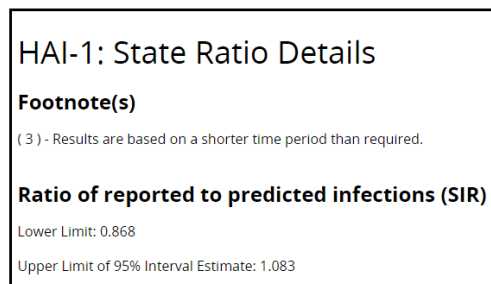 HAI-1: State Ratio Details
Footnote(s)
( 3 ) - Results are based on a shorter time period than required.
Ratio of reported to predicted infections (SIR)
Lower Limit: 0.868
Upper Limit of 95% Interval Estimate: 1.083